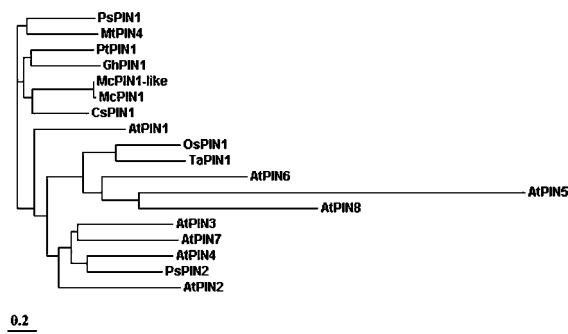 PsPIN1
MtPIN4
PtPIN1
GhPIN1
McPIN1-like
McPIN1
CsPIN1
AtPIN1
OsPIN1
TaPIN1
AtPIN6
AtPIN5
AtPIN8
AtPIN3
AtPIN7
AtPIN4
PsPIN2
AtPIN2
0.2